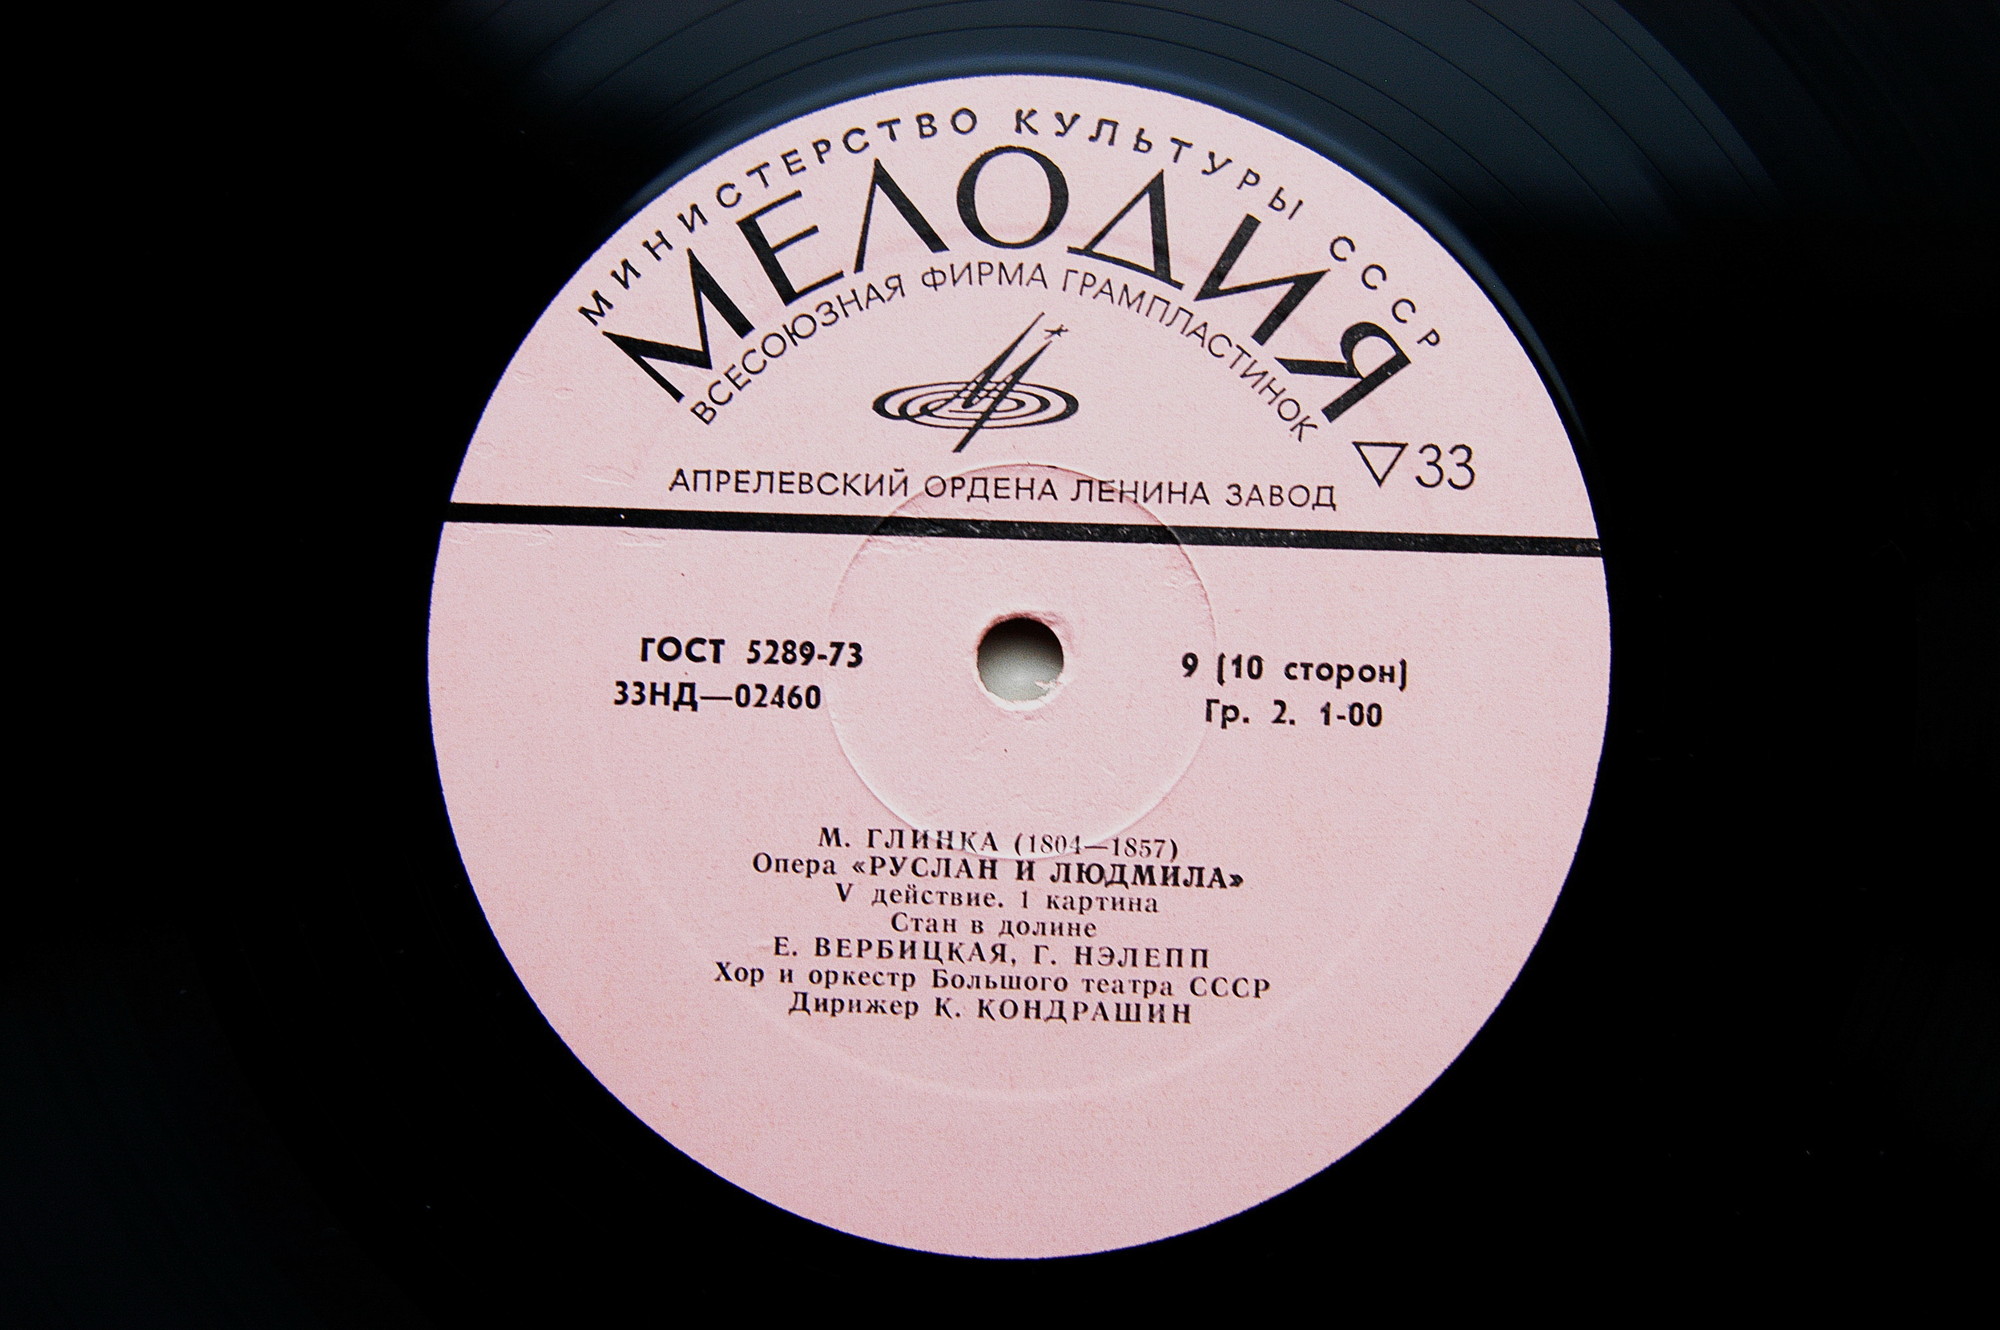 МИНИСТЕРСТВО КУЛЬТУРЫ СССР
МЕЛОДИЯ
ВСЕСОЮЗНАЯ ФИРМА ГРАМПЛАСТИНОК
▽33
АПРЕЛЕВСКИЙ ОРДЕНА ЛЕНИНА ЗАВОД
ГОСТ 5289-73
33НД—02460
9 (10 сторон)
Гр. 2. 1-00
М. ГЛИНКА (1804—1857)
Опера «РУСЛАН И ЛЮДМИЛА»
V действие. 1 картина
Стан в долине
Е. ВЕРБИЦКАЯ, Г. НЭЛЕПП
Хор и оркестр Большого театра СССР
Дирижер К. КОНДРАШИН